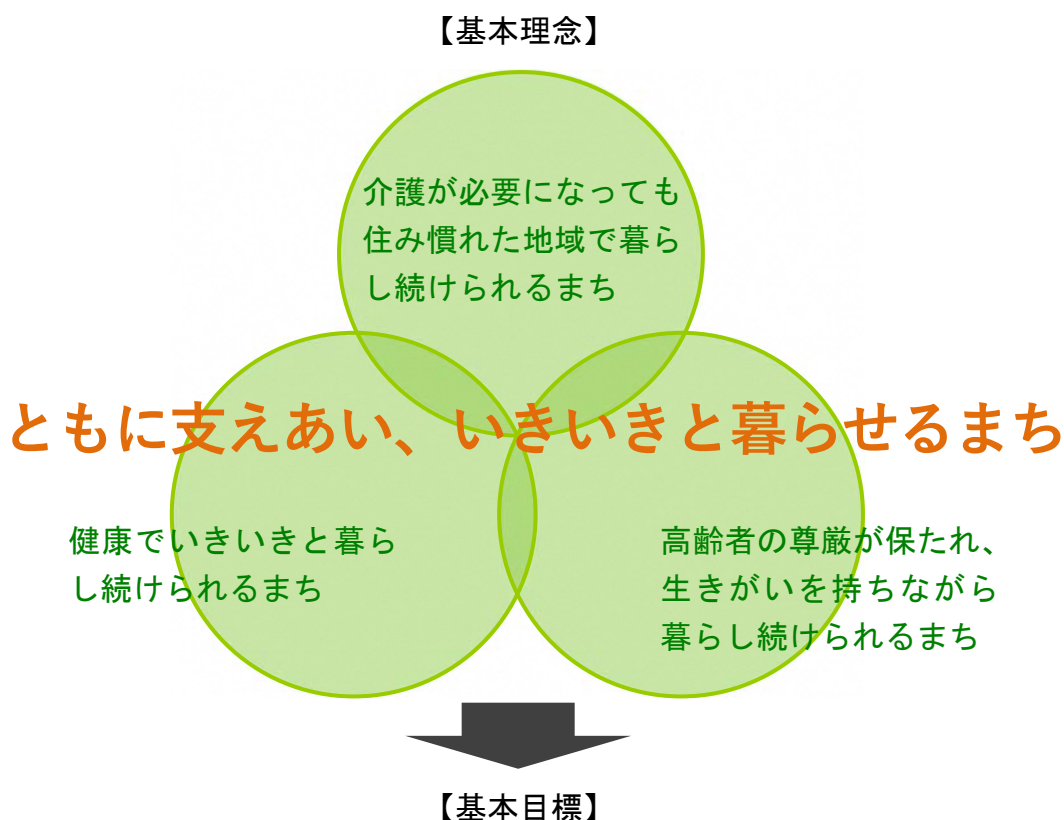 【基本理念】
介護が必要になっても
住み慣れた地域で暮ら
し続けられるまち
ともに支えあい、いきいきと暮らせるまち
健康でいきいきと暮ら
し続けられるまち
高齢者の尊厳が保たれ、
生きがいを持ちながら
暮らし続けられるまち
【基本目標】